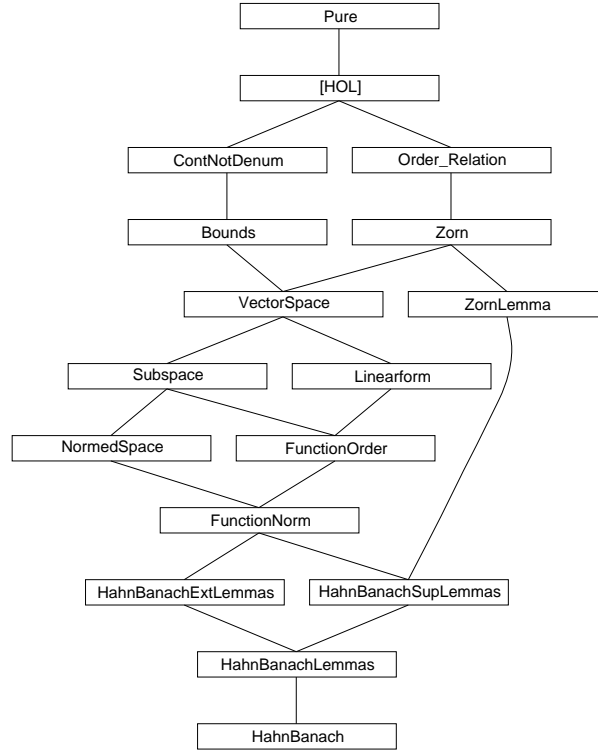 Pure
[HOL]
ContNotDenum
Order_Relation
Bounds
Zorn
VectorSpace
ZornLemma
Subspace
Linearform
NormedSpace
FunctionOrder
FunctionNorm
HahnBanachExtLemmas
HahnBanachSupLemmas
HahnBanachLemmas
HahnBanach